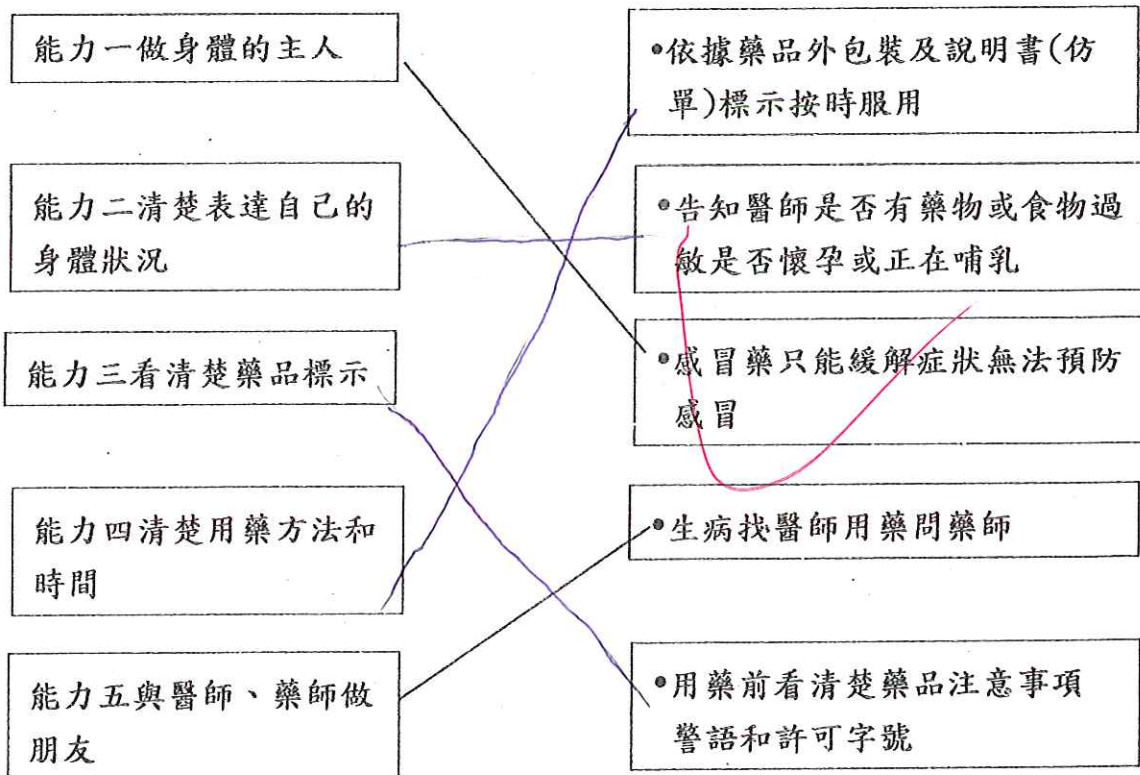 能力一做身體的主人
能力二清楚表達自己的
身體狀況
能力三看清楚藥品標示
能力四清楚用藥方法和
時間
能力五與醫師、藥師做
朋友
•依據藥品外包裝及說明書(仿
單)標示按時服用
•告知醫師是否有藥物或食物過
敏是否懷孕或正在哺乳
•感冒藥只能緩解症狀無法預防
感冒
•生病找醫師用藥問藥師
•用藥前看清楚藥品注意事項
警語和許可字號